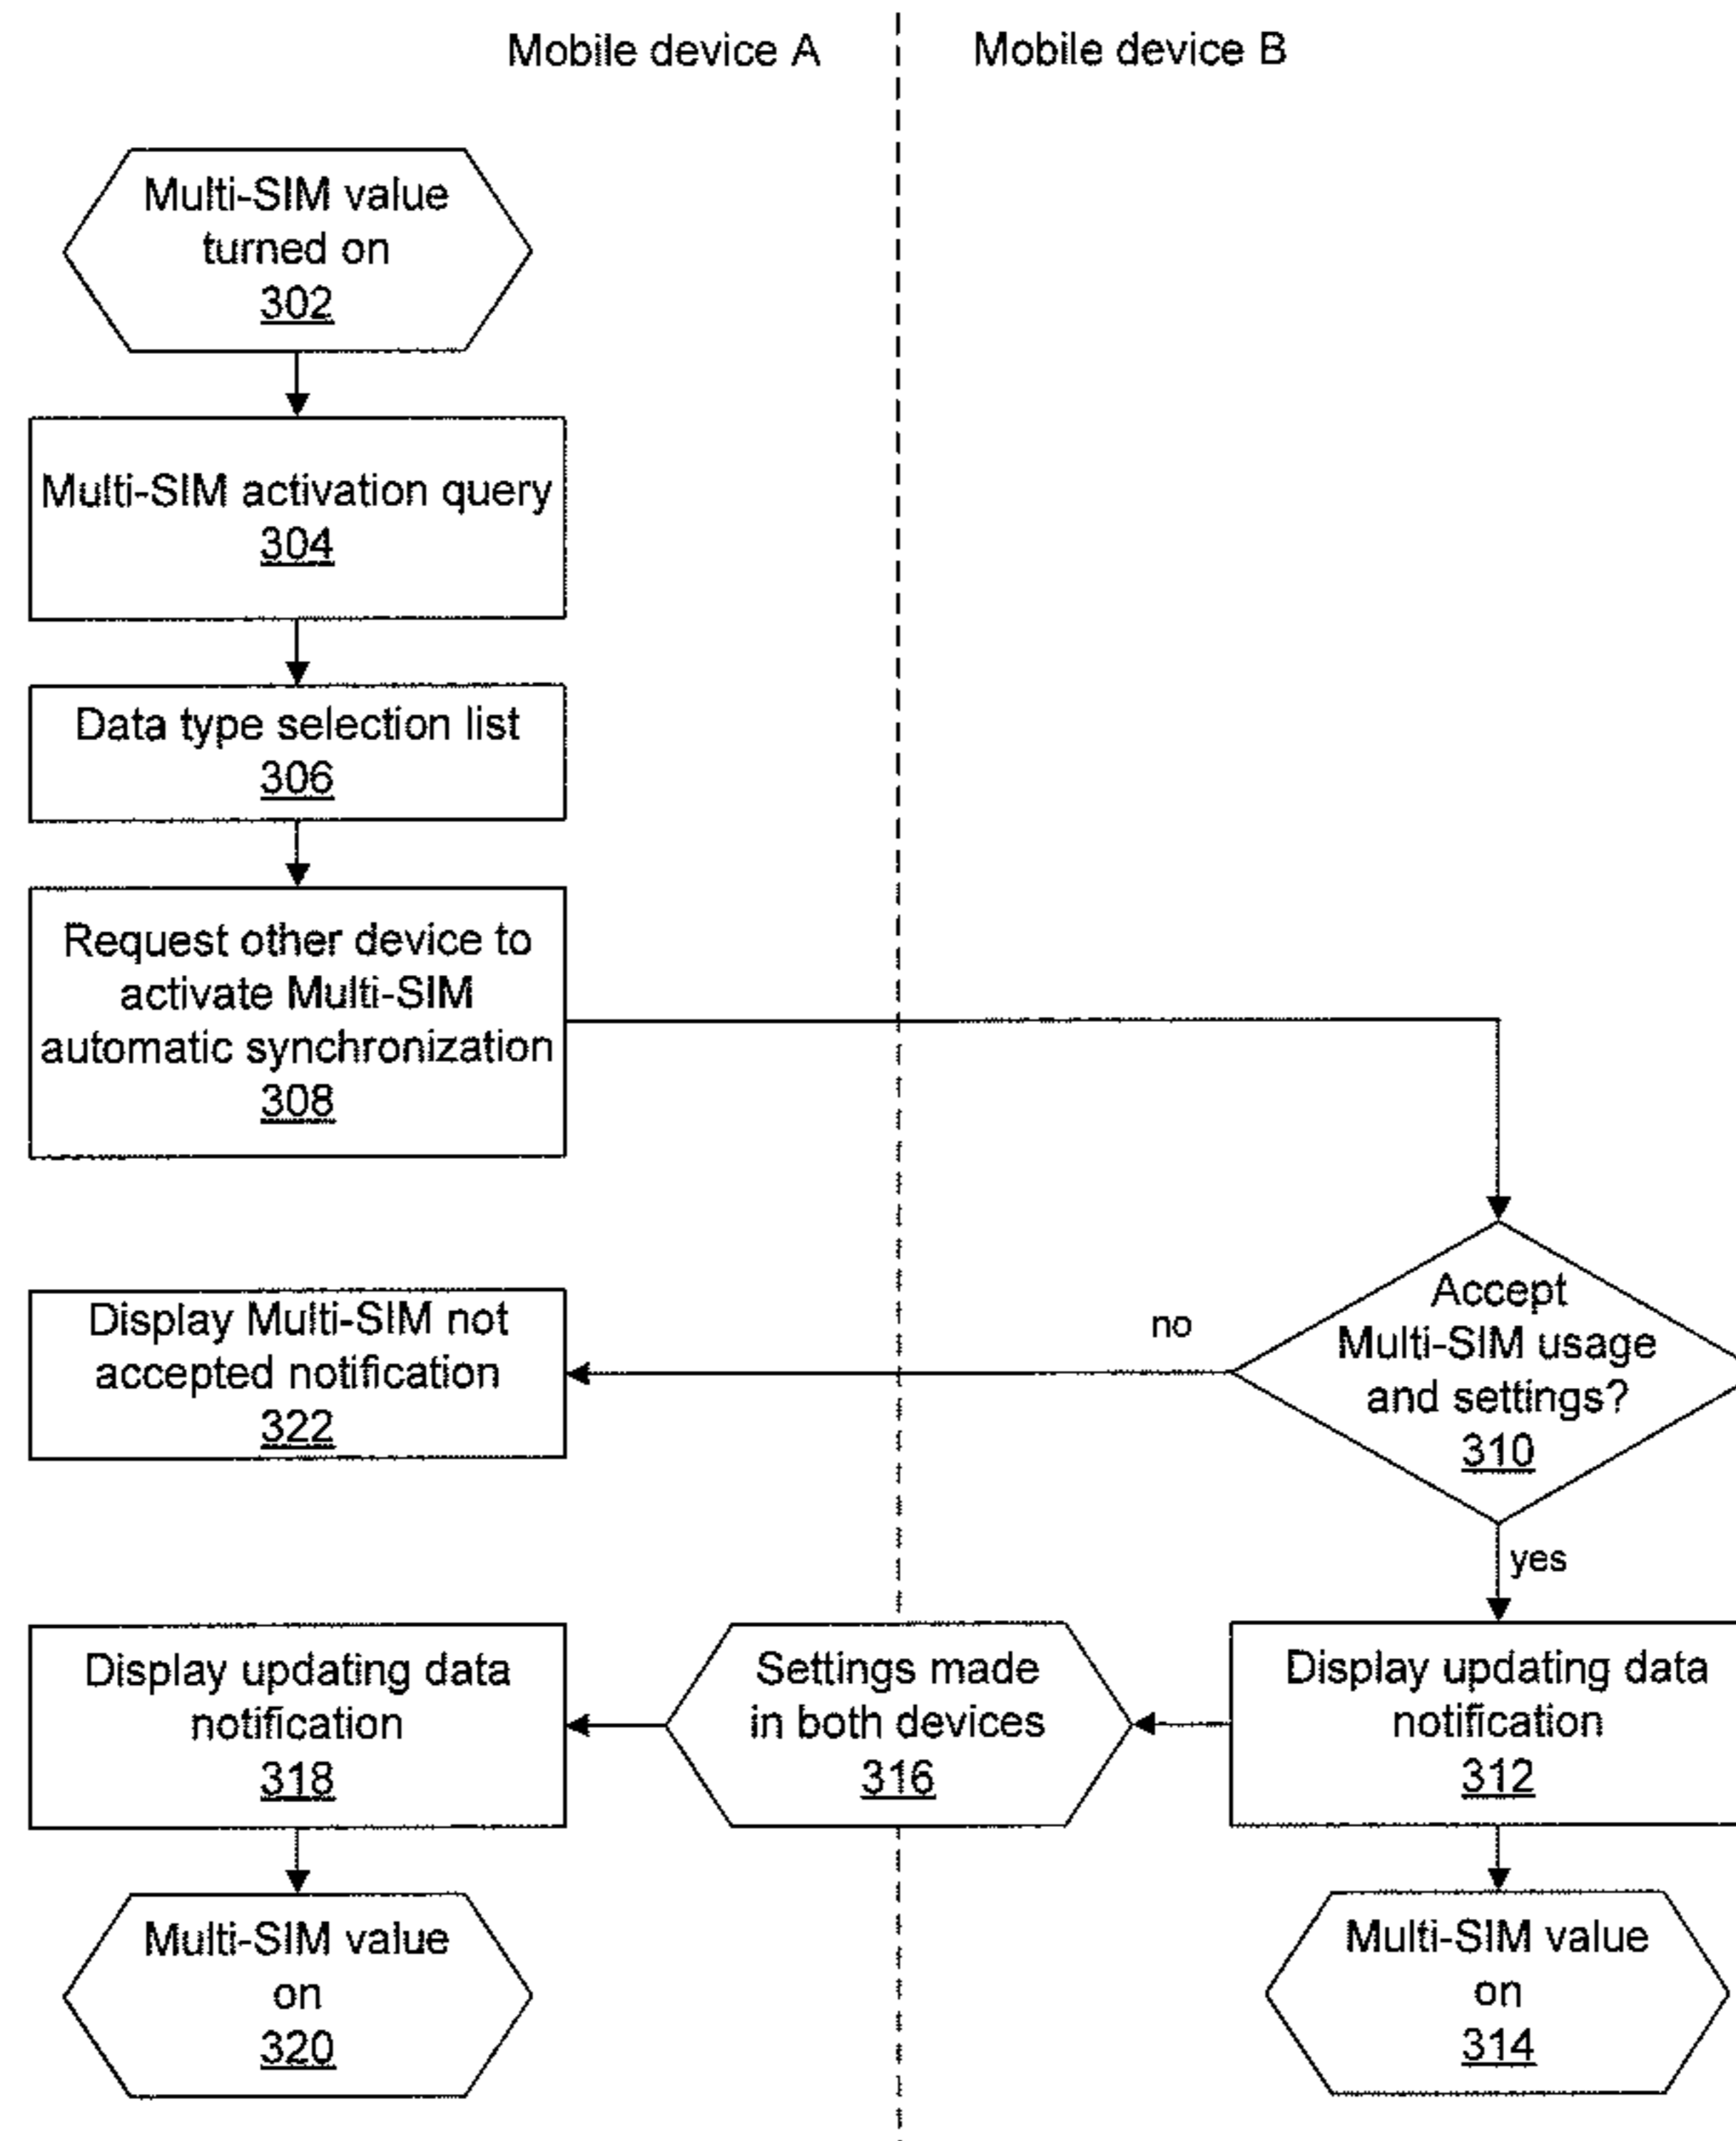 Mobile device A
Mobile device B
Multi-SIM value
turned on
302
Multi-SIM activation query
304
Data type selection list
306
Request other device to
activate Multi-SIM
automatic synchronization
308
Accept
Multi-SIM usage
and settings?
310
no
Display Multi-SIM not
accepted notification
322
yes
Display updating data
notification
312
Settings made
in both devices
316
Display updating data
notification
318
Multi-SIM value
on
320
Multi-SIM value
on
314